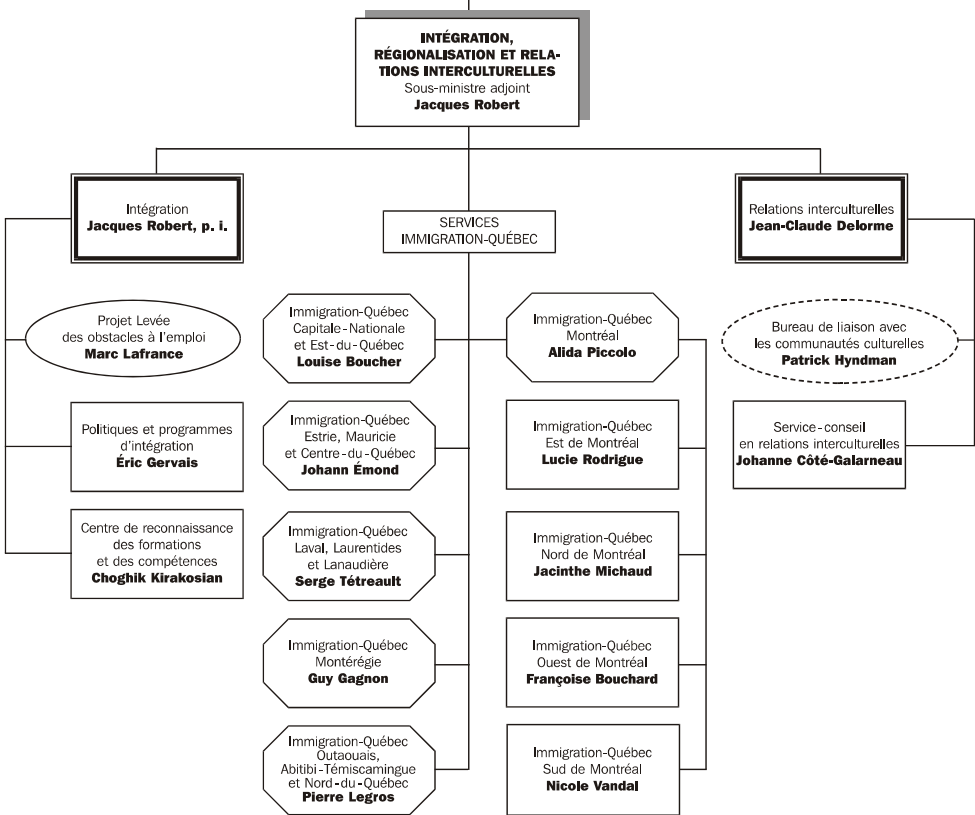 INTÉGRATION,
RÉGIONALISATION ET RELA-
TIONS INTERCULTURELLES
Sous-ministre adjoint
Jacques Robert
Intégration
Jacques Robert, p. i.
SERVICES
IMMIGRATION-QUÉBEC
Relations interculturelles
Jean-Claude Delorme
Projet Levée
des obstacles à l'emploi
Marc Lafrance
Politiques et programmes
d'intégration
Éric Gervais
Centre de reconnaissance
des formations
et des compétences
Choghik Kirakosian
Immigration-Québec
Capitale-Nationale
et Est-du-Québec
Louise Boucher
Immigration-Québec
Estrie, Mauricie
et Centre-du-Québec
Johann Émond
Immigration-Québec
Laval, Laurentides
et Lanaudière
Serge Tétreault
Immigration-Québec
Montérégie
Guy Gagnon
Immigration-Québec
Outaouais,
Abitibi-Témiscamingue
et Nord-du-Québec
Pierre Legros
Immigration-Québec
Montréal
Alida Piccolo
Immigration-Québec
Est de Montréal
Lucie Rodrigue
Immigration-Québec
Nord de Montréal
Jacinthe Michaud
Immigration-Québec
Ouest de Montréal
Françoise Bouchard
Immigration-Québec
Sud de Montréal
Nicole Vandal
Bureau de liaison avec
les communautés culturelles
Patrick Hyndman
Service-conseil
en relations interculturelles
Johanne Côté-Galarneau